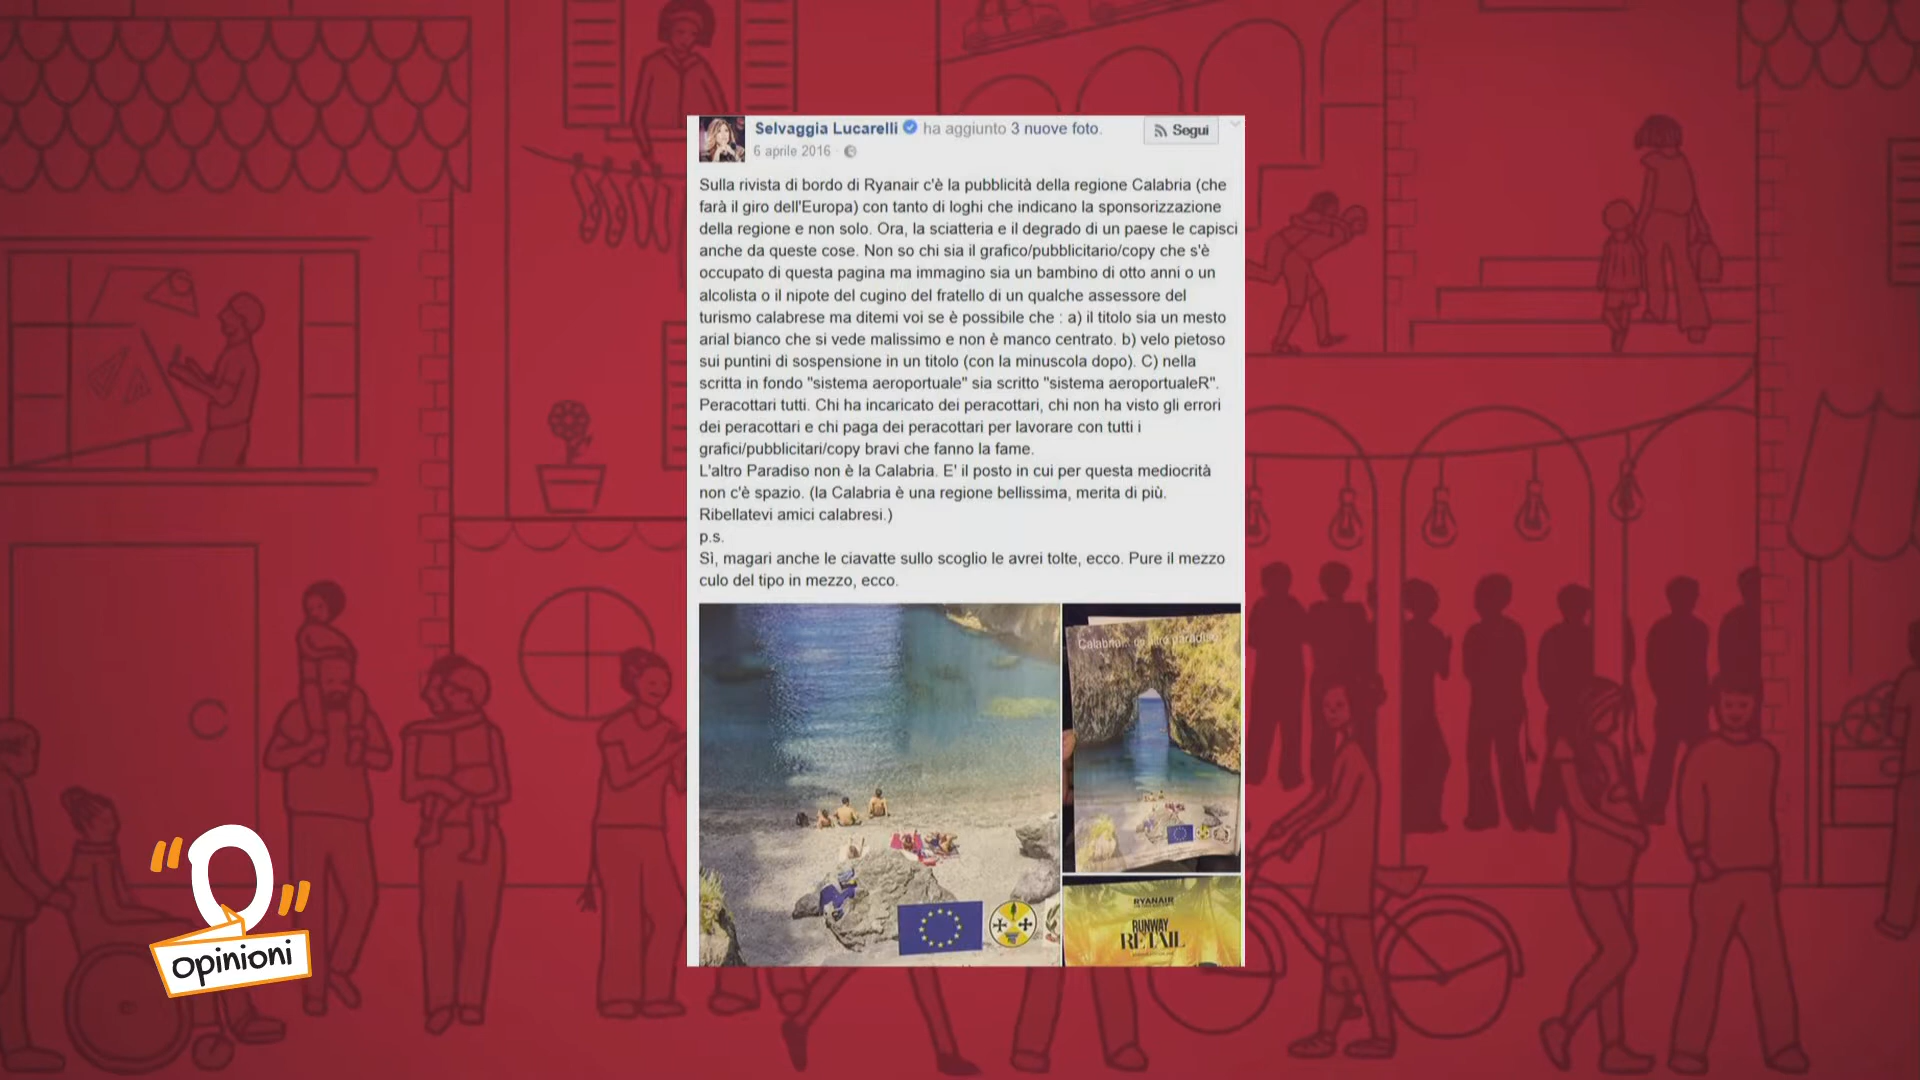 Selvaggia Lucarelli ha aggiunto 3 nuove foto.
Segui
6 aprile 2016
Sulla rivista di bordo di Ryanair c'è la pubblicità della regione Calabria (che
farà il giro dell'Europa) con tanto di loghi che indicano la sponsorizzazione
della regione e non solo. Ora, la sciatteria e il degrado di un paese le capisci
anche da queste cose. Non so chi sia il grafico/pubblicitario/copy che s'è
occupato di questa pagina ma immagino sia un bambino di otto anni o un
alcolista o il nipote del cugino del fratello di un qualche assessore del
turismo calabrese ma ditemi voi se è possibile che : a) il titolo sia un mesto
arial bianco che si vede malissimo e non è manco centrato. b) velo pietoso
sui puntini di sospensione in un titolo (con la minuscola dopo). C) nella
scritta in fondo "sistema aeroportuale" sia scritto "sistema aeroportualeR".
Peracottari tutti. Chi ha incaricato dei peracottari, chi non ha visto gli errori
dei peracottari e chi paga dei peracottari per lavorare con tutti i
grafici/pubblicitari/copy bravi che fanno la fame.
L'altro Paradiso non è la Calabria. E' il posto in cui per questa mediocrità
non c'è spazio. (la Calabria è una regione bellissima, merita di più.
Ribellatevi amici calabresi.)
p.s.
Sì, magari anche le ciavatte sullo scoglio le avrei tolte, ecco. Pure il mezzo
culo del tipo in mezzo, ecco.
Calabria... paradiso
RYANAIR
RUNWAY
RETAIL
opinioni